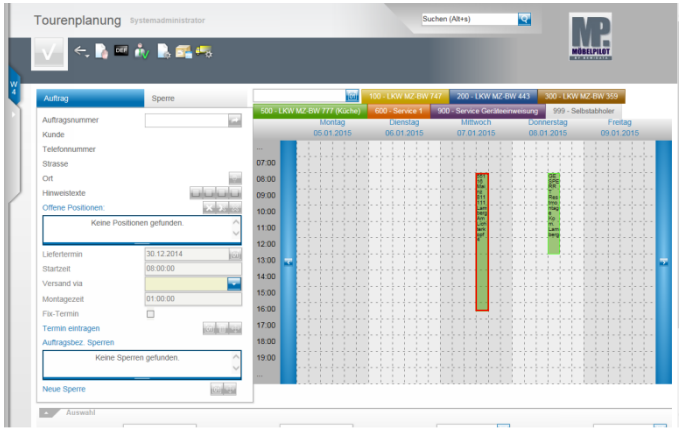 Tourenplanung Systemadministrator
Suchen (Alt+s)
MP
MÖBELPILOT
DEF
W
4
Auftrag Sperre
100 - LKW MZ-BW 747 200 - LKW MZ-BW 443 300 - LKW MZ-BW 359
500 - LKW MZ-BW 777 (Küche) 600 - Service 1 900 - Service Geräteeinweisung 999 - Selbstabholer
Montag Dienstag Mittwoch Donnerstag Freitag
05.01.2015 06.01.2015 07.01.2015 08.01.2015 09.01.2015
Auftragsnummer
Kunde
Telefonnummer
Strasse
Ort
Hinweistexte
Offene Positionen:
Keine Positionen gefunden.
Liefertermin 30.12.2014
Startzeit 08:00:00
Versand via
Montagezeit 01:00:00
Fix-Termin
Termin eintragen
Auftragsbez. Sperren
Keine Sperren gefunden.
Neue Sperre
...
07:00
08:00
09:00
10:00
11:00
12:00
13:00
14:00
15:00
16:00
17:00
18:00
19:00
...
Auswahl